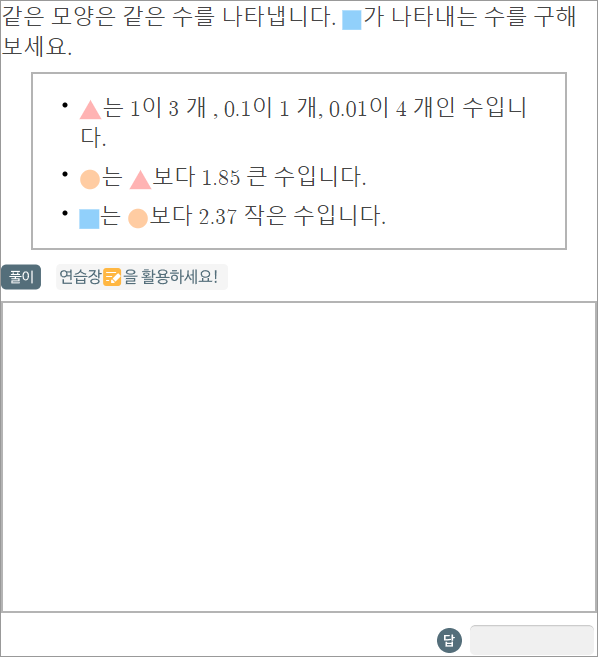 같은 모양은 같은 수를 나타냅니다. ■가 나타내는 수를 구해
보세요.
• ▲는 1이 3 개 , 0.1이 1 개, 0.01이 4 개인 수입니
다.
• ●는 ▲보다 1.85 큰 수입니다.
• ■는 ●보다 2.37 작은 수입니다.
풀이 연습장을 활용하세요!
답